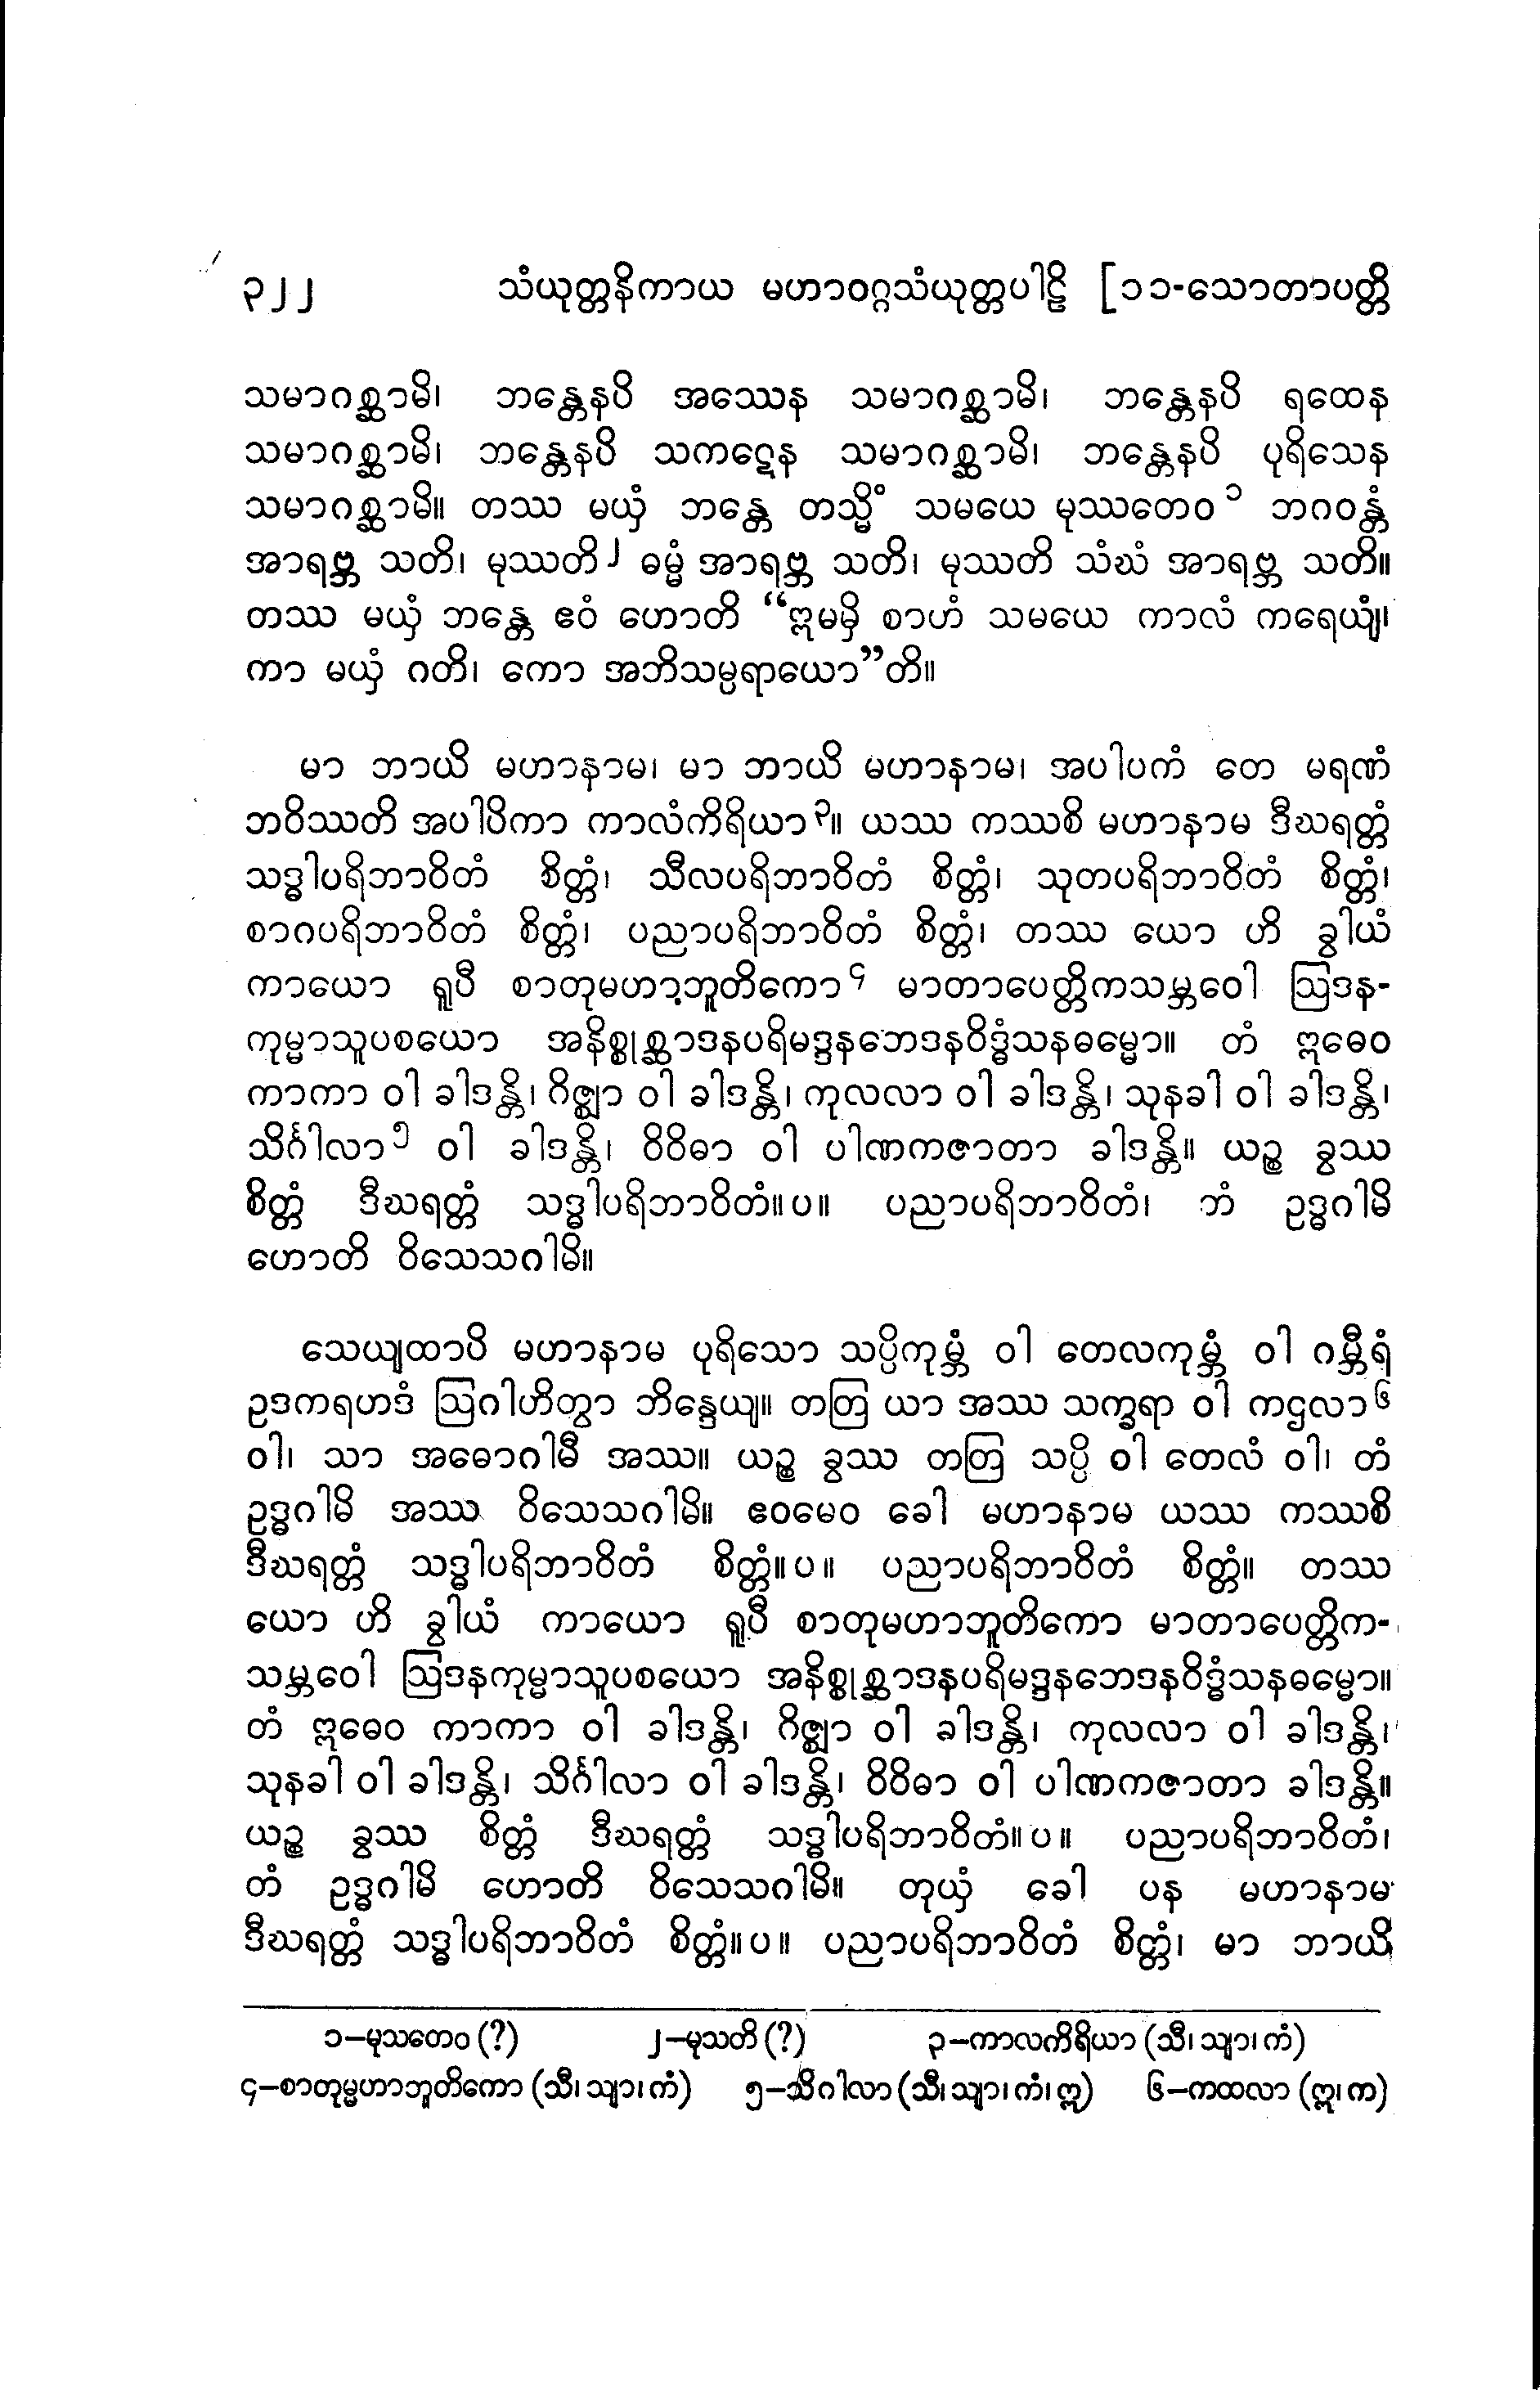 ၃၂၂ သံယုတ္တနိကာယ မဟာဝဂ္ဂသံယုတ္တပါဠိ [၁၁-သောတာပတ္တိ
သမာဂစ္ဆာမိ၊ ဘန္တေနပိ အဿေန သမာဂစ္ဆာမိ၊ ဘန္တေနပိ ရထေန
သမာဂစ္ဆာမိ၊ ဘန္တေနပိ သကဋေန သမာဂစ္ဆာမိ၊ ဘန္တေနပိ ပုရိသေန
သမာဂစ္ဆာမိ။ တဿ မယှံ ဘန္တေ တသ္မိံ သမယေ မုဿတေဝ ၁ ဘဂဝန္တံ
အာရဗ္ဘ သတိ၊ မုဿတိ ၂ ဓမ္မံ အာရဗ္ဘ သတိ၊ မုဿတိ သံဃံ အာရဗ္ဘ သတိ။
တဿ မယှံ ဘန္တေ ဧဝံ ဟောတိ “ဣမမှိ စာဟံ သမယေ ကာလံ ကရေယျံ၊
ကာ မယှံ ဂတိ၊ ကော အဘိသမ္ပရာယော”တိ။
မာ ဘာယိ မဟာနာမ၊ မာ ဘာယိ မဟာနာမ၊ အပါပကံ တေ မရဏံ
ဘဝိဿတိ အပါပိကာ ကာလံကိရိယာ ၃။ ယဿ ကဿစိ မဟာနာမ ဒီဃရတ္တံ
သဒ္ဓါပရိဘာဝိတံ စိတ္တံ၊ သီလပရိဘာဝိတံ စိတ္တံ၊ သုတပရိဘာဝိတံ စိတ္တံ၊
စာဂပရိဘာဝိတံ စိတ္တံ၊ ပညာပရိဘာဝိတံ စိတ္တံ၊ တဿ ယော ဟိ ခွါယံ
ကာယော ရူပီ စာတုမဟာဘူတိကော ၄ မာတာပေတ္တိကသမ္ဘဝေါ ဩဒန-
ကုမ္မာသူပစယော အနိစ္စုစ္ဆာဒနပရိမဒ္ဒနဘေဒနဝိဒ္ဓံသနဓမ္မော။ တံ ဣဓေဝ
ကာကာ ဝါ ခါဒန္တိ၊ ဂိဇ္ဈာ ဝါ ခါဒန္တိ၊ ကုလလာ ဝါ ခါဒန္တိ၊ သုနခါ ဝါ ခါဒန္တိ၊
သိင်္ဂါလာ ၅ ဝါ ခါဒန္တိ၊ ဝိဝိဓာ ဝါ ပါဏကဇာတာ ခါဒန္တိ။ ယဉ္စ ခွဿ
စိတ္တံ ဒီဃရတ္တံ သဒ္ဓါပရိဘာဝိတံ။ပ။ ပညာပရိဘာဝိတံ၊ တံ ဥဒ္ဓဂါမိ
ဟောတိ ဝိသေသဂါမိ။
သေယျထာပိ မဟာနာမ ပုရိသော သပ္ပိကုမ္ဘံ ဝါ တေလကုမ္ဘံ ဝါ ဂမ္ဘီရံ
ဥဒကရဟဒံ ဩဂါဟိတွာ ဘိန္ဒေယျ။ တတြ ယာ အဿ သက္ခရာ ဝါ ကဌလာ ၆
ဝါ၊ သာ အဓောဂါမီ အဿ။ ယဉ္စ ခွဿ တတြ သပ္ပိ ဝါ တေလံ ဝါ၊ တံ
ဥဒ္ဓဂါမိ အဿ ဝိသေသဂါမိ။ ဧဝမေဝ ခေါ မဟာနာမ ယဿ ကဿစိ
ဒီဃရတ္တံ သဒ္ဓါပရိဘာဝိတံ စိတ္တံ။ပ။ ပညာပရိဘာဝိတံ စိတ္တံ။ တဿ
ယော ဟိ ခွါယံ ကာယော ရူပီ စာတုမဟာဘူတိကော မာတာပေတ္တိက-
သမ္ဘဝေါ ဩဒနကုမ္မာသူပစယော အနိစ္စုစ္ဆာဒနပရိမဒ္ဒနဘေဒနဝိဒ္ဓံသနဓမ္မော။
တံ ဣဓေဝ ကာကာ ဝါ ခါဒန္တိ၊ ဂိဇ္ဈာ ဝါ ခါဒန္တိ၊ ကုလလာ ဝါ ခါဒန္တိ၊
သုနခါ ဝါ ခါဒန္တိ၊ သိင်္ဂါလာ ဝါ ခါဒန္တိ၊ ဝိဝိဓာ ဝါ ပါဏကဇာတာ ခါဒန္တိ။
ယဉ္စ ခွဿ စိတ္တံ ဒီဃရတ္တံ သဒ္ဓါပရိဘာဝိတံ။ပ။ ပညာပရိဘာဝိတံ၊
တံ ဥဒ္ဓဂါမိ ဟောတိ ဝိသေသဂါမိ။ တုယှံ ခေါ ပန မဟာနာမ
ဒီဃရတ္တံ သဒ္ဓါပရိဘာဝိတံ စိတ္တံ။ပ။ ပညာပရိဘာဝိတံ စိတ္တံ၊ မာ ဘာယိ
၁–မုသတေဝ (?) ၂–မုသတိ (?) ၃–ကာလကိရိယာ (သီ၊ သျာ၊ ကံ)
၄–စာတုမ္မဟာဘူတိကော (သီ၊ သျာ၊ ကံ) ၅–သိဂါလာ (သီ၊ သျာ၊ ကံ၊ ဣ) ၆–ကထလာ (ဣ၊ က)